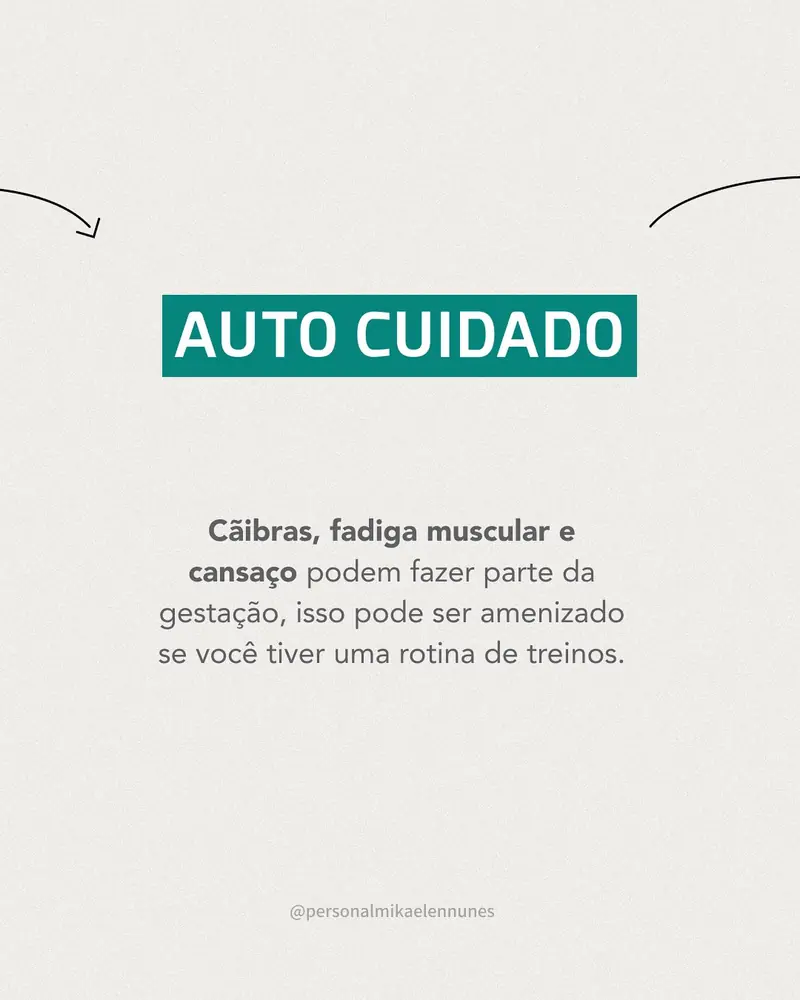 AUTO CUIDADO
Cãibras, fadiga muscular e
cansaço podem fazer parte da
gestação, isso pode ser amenizado
se você tiver uma rotina de treinos.
@personalmikaelennunes